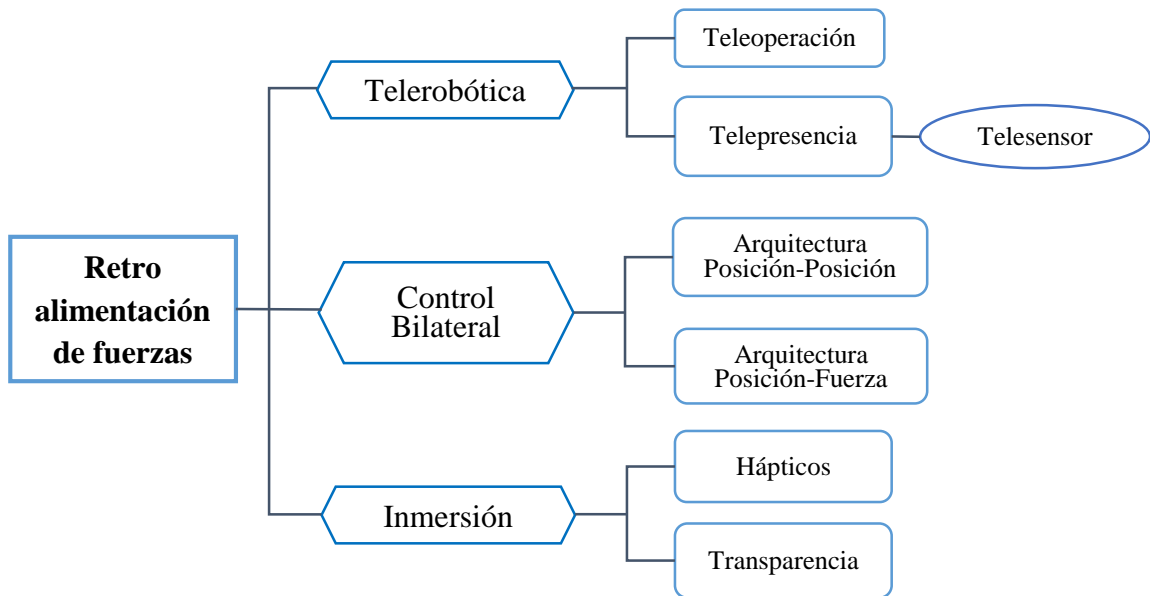 Retro
alimentación
de fuerzas
Telerobótica
Teleoperación
Telepresencia
Telesensor
Control
Bilateral
Arquitectura
Posición-Posición
Arquitectura
Posición-Fuerza
Inmersión
Hápticos
Transparencia